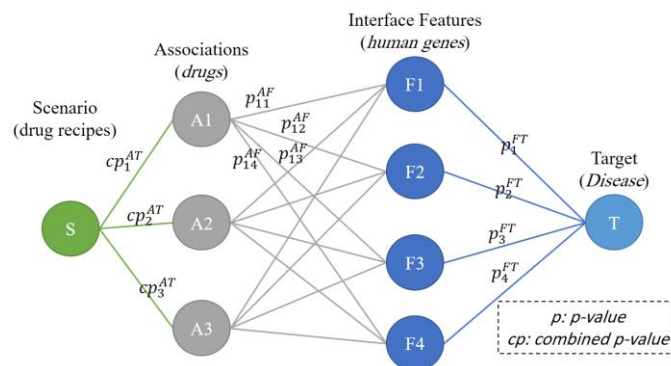 Interface Features
(human genes)
Associations
(drugs)
Scenario
(drug recipes)
Target
(Disease)
S
A1
A2
A3
F1
F2
F3
F4
T
cp₁ᴬᵀ
cp₂ᴬᵀ
cp₃ᴬᵀ
p₁₁ᴬᶠ
p₁₂ᴬᶠ
p₁₃ᴬᶠ
p₁₄ᴬᶠ
p₁ᶠᵀ
p₂ᶠᵀ
p₃ᶠᵀ
p₄ᶠᵀ
p: p-value
cp: combined p-value